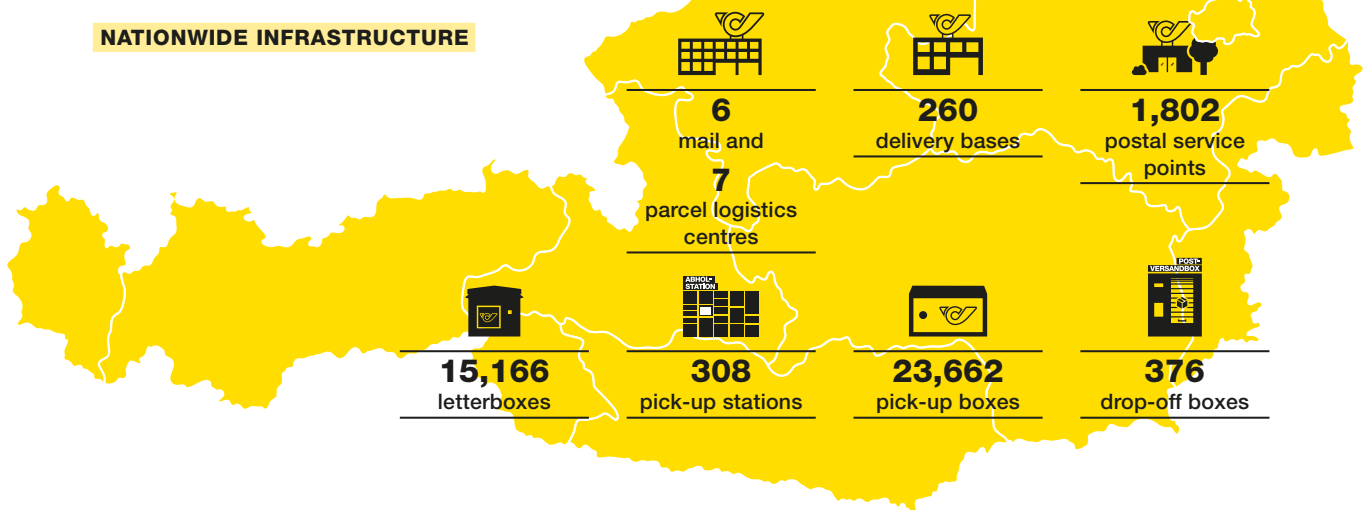 NATIONWIDE INFRASTRUCTURE
6
mail and
7
parcel logistics
centres
260
delivery bases
1,802
postal service
points
15,166
letterboxes
ABHOL-
STATION
308
pick-up stations
23,662
pick-up boxes
POST-
VERSANDBOX
376
drop-off boxes